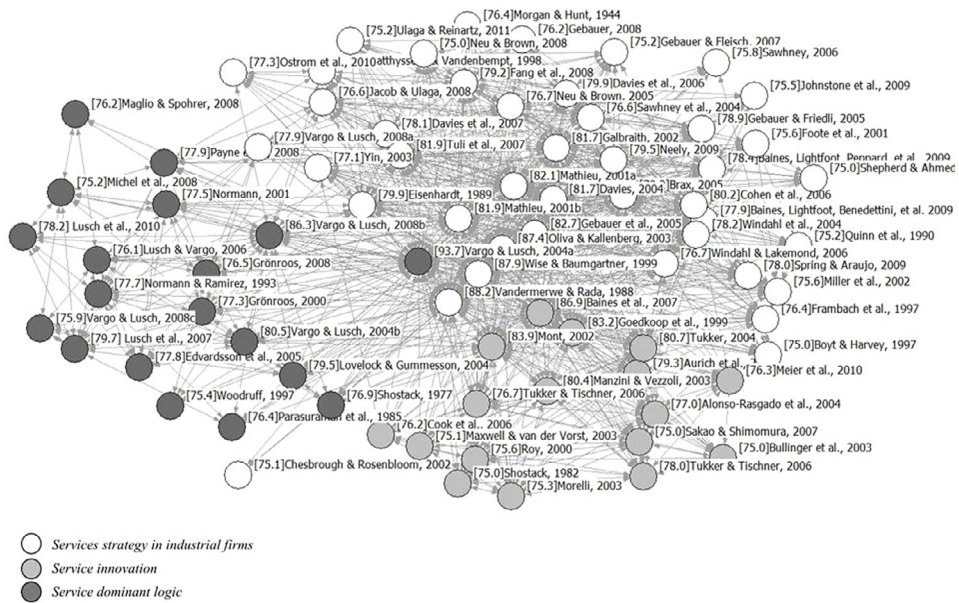 [76.4]Morgan & Hunt, 1944
[75.2]Ulaga & Reinartz, 2011
[76.2]Gebauer, 2008
[75.0]Neu & Brown, 2008
[75.2]Gebauer & Fleisch, 2007
[75.8]Sawhney, 2006
[77.3]Ostrom et al., 2010
& Vandenbempt, 1998
[79.2]Fang et al., 2008
[79.9]Davies et al., 2006
[75.5]Johnstone et al., 2009
[76.6]Jacob & Ulaga, 2008
[76.7]Neu & Brown, 2005
[76.6]Sawhney et al., 2004
[76.2]Maglio & Spohrer, 2008
[78.1]Davies et al., 2007
[78.9]Gebauer & Friedli, 2005
[75.6]Foote et al., 2001
[77.9]Vargo & Lusch, 2008a
[81.9]Tuli et al., 2007
[81.7]Galbraith, 2002
[79.5]Neely, 2009
[77.9]Payne
2008
[77.1]Yin, 2003
[78.4]Baines, Lightfoot, Peppard, et al., 2009
[75.0]Shepherd & Ahmed
[75.2]Michel et al., 2008
[82.1]Mathieu, 2001a
[81.7]Davies, 2004
Brax, 2005
[80.2]Cohen et al., 2006
[77.5]Normann, 2001
[79.9]Eisenhardt, 1989
[81.9]Mathieu, 2001b
[77.9]Baines, Lightfoot, Benedettini, et al. 2009
[78.2] Lusch et al., 2010
[86.3]Vargo & Lusch, 2008b
[82.7]Gebauer et al., 2005
[78.2]Windahl et al., 2004
[87.4]Oliva & Kallenberg, 2003
[75.2]Quinn et al., 1990
[76.1]Lusch & Vargo, 2006
[93.7]Vargo & Lusch, 2004a
[76.7]Windahl & Lakemond, 2006
[76.5]Grönroos, 2008
[87.9]Wise & Baumgartner, 1999
[78.0]Spring & Araujo, 2009
[77.7]Normann & Ramirez, 1993
[88.2]Vandermerwe & Rada, 1988
[75.6]Miller et al., 2002
[77.3]Grönroos, 2000
[86.9]Baines et al., 2007
[76.4]Frambach et al., 1997
[75.9]Vargo & Lusch, 2008c
[83.2]Goedkoop et al., 1999
[80.5]Vargo & Lusch, 2004b
[83.9]Mont, 2002
[80.7]Tukker, 2004
[79.7] Lusch et al., 2007
[75.0]Boyt & Harvey, 1997
[77.8]Edvardsson et al., 2005
[79.5]Lovelock & Gummesson, 2004
[79.3]Aurich et al.,
[76.3]Meier et al., 2010
[80.4]Manzini & Vezzoli, 2003
[75.4]Woodruff, 1997
[76.9]Shostack, 1977
[76.7]Tukker & Tischner, 2006
[77.0]Alonso-Rasgado et al., 2004
[76.4]Parasuraman et al., 1985
[76.2]Cook et al.. 2006
[75.1]Maxwell & van der Vorst, 2003
[75.0]Sakao & Shimomura, 2007
[75.6]Roy, 2000
[75.0]Bullinger et al., 2003
[75.1]Chesbrough & Rosenbloom, 2002
[75.0]Shostack, 1982
[78.0]Tukker & Tischner, 2006
[75.3]Morelli, 2003
Services strategy in industrial firms
Service innovation
Service dominant logic